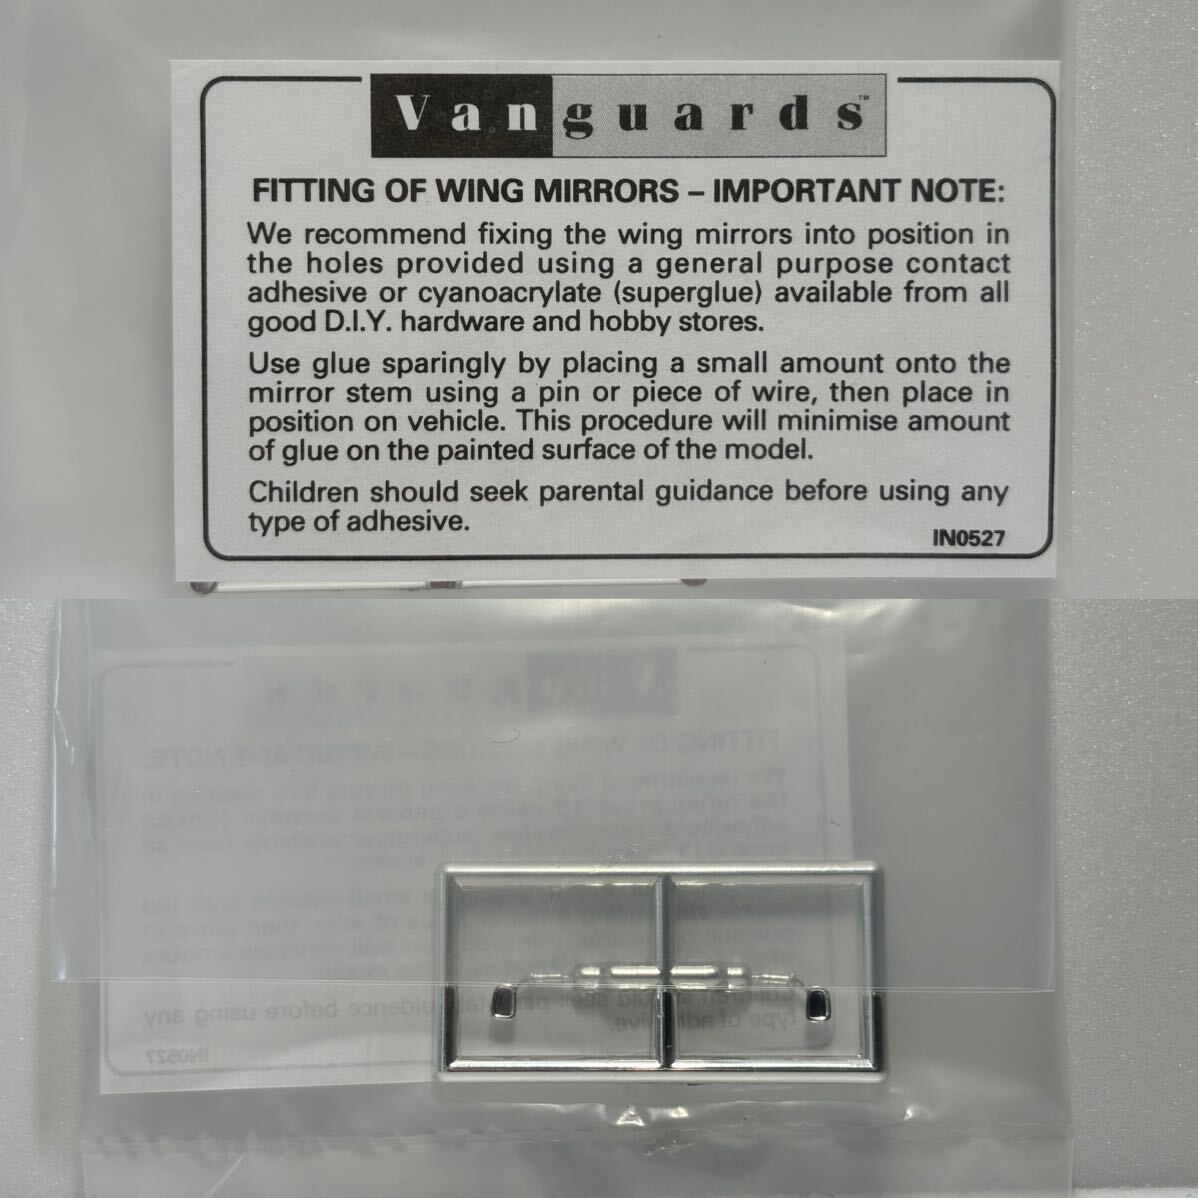 Vanguards™
FITTING OF WING MIRRORS – IMPORTANT NOTE:
We recommend fixing the wing mirrors into position in
the holes provided using a general purpose contact
adhesive or cyanoacrylate (superglue) available from all
good D.I.Y. hardware and hobby stores.
Use glue sparingly by placing a small amount onto the
mirror stem using a pin or piece of wire, then place in
position on vehicle. This procedure will minimise amount
of glue on the painted surface of the model.
Children should seek parental guidance before using any
type of adhesive.
IN0527